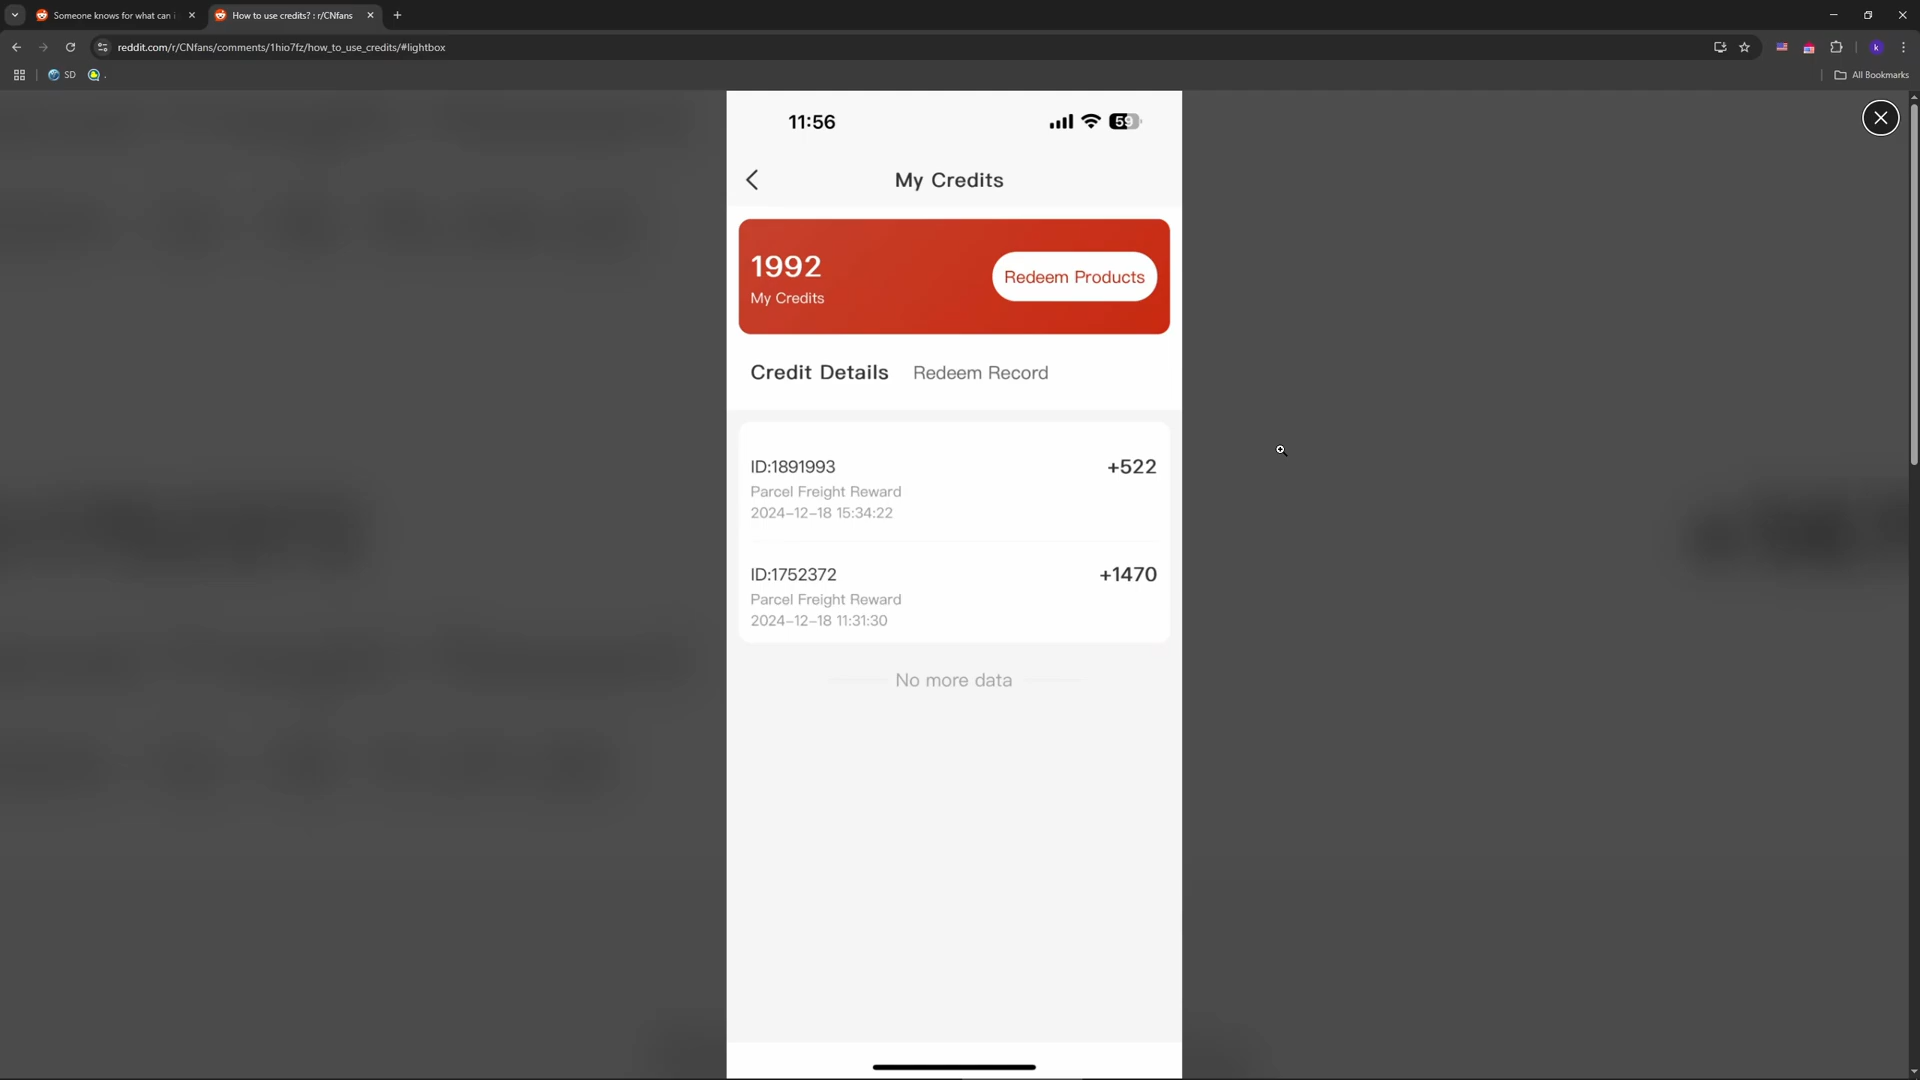 Someone knows for what can i
How to use credits? : r/CNfans
reddit.com/r/CNfans/comments/1hio7fz/how_to_use_credits/#lightbox
k
SD
.
All Bookmarks
11:56
59
My Credits
1992
My Credits
Redeem Products
Credit Details Redeem Record
ID:1891993 +522
Parcel Freight Reward
2024-12-18 15:34:22
ID:1752372 +1470
Parcel Freight Reward
2024-12-18 11:31:30
No more data